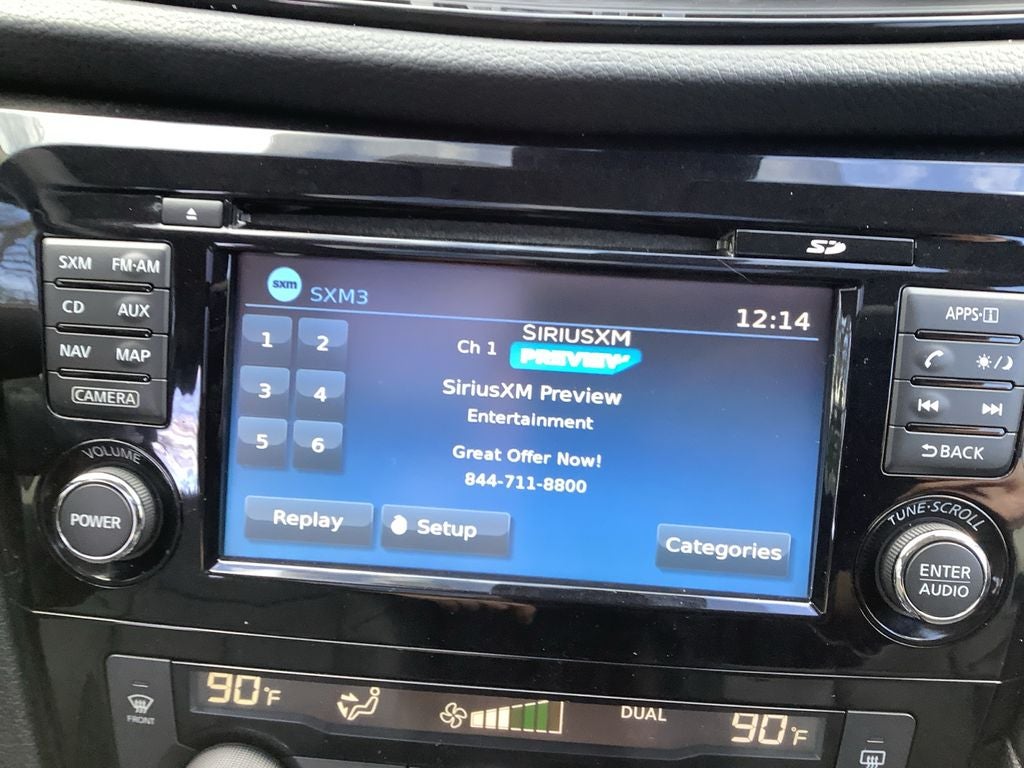 SXM FM·AM
CD AUX
NAV MAP
CAMERA
VOLUME
POWER
sxm SXM3
12:14
1 2
3 4
5 6
Ch 1
SIRIUSXM
PREVIEW
SiriusXM Preview
Entertainment
Great Offer Now!
844-711-8800
Replay
Setup
Categories
SD
APPS·i
BACK
TUNE·SCROLL
ENTER
AUDIO
FRONT
90°F
DUAL
90°F